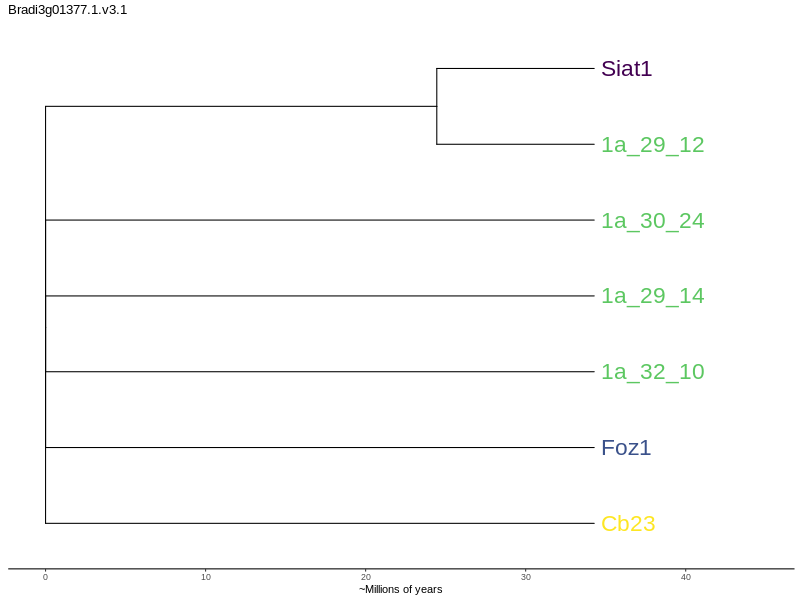 Bradi3g01377.1.v3.1
Siat1
1a_29_12
1a_30_24
1a_29_14
1a_32_10
Foz1
Cb23
0 10 20 30 40
~Millions of years